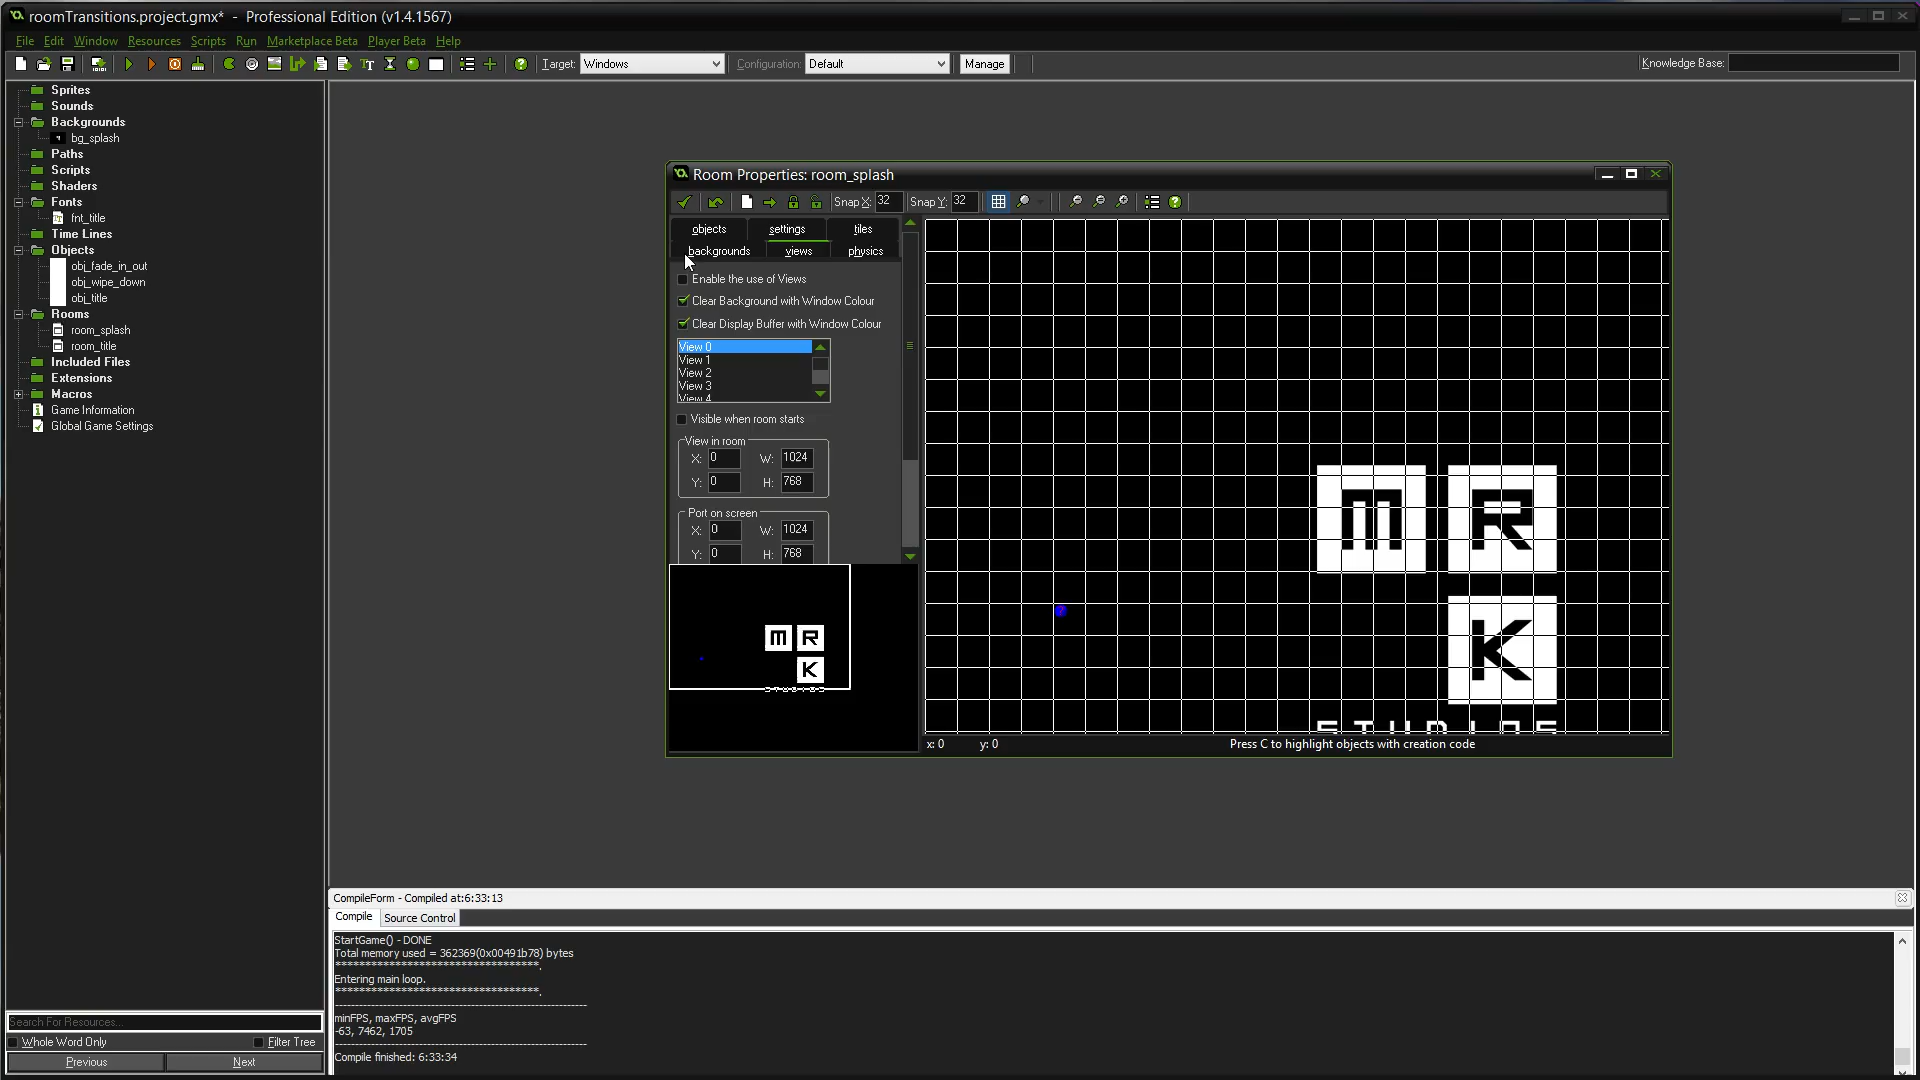 roomTransitions.project.gmx* - Professional Edition (v1.4.1567)
File Edit Window Resources Scripts Run Marketplace Beta Player Beta Help
Target: Windows Configuration: Default Manage Knowledge Base:
Sprites
Sounds
Backgrounds
bg_splash
Paths
Scripts
Shaders
Fonts
fnt_title
Time Lines
Objects
obj_fade_in_out
obj_wipe_down
obj_title
Rooms
room_splash
room_title
Included Files
Extensions
Macros
Game Information
Global Game Settings
Search For Resources...
Whole Word Only Filter Tree
Previous Next
Room Properties: room_splash
Snap X: 32 Snap Y: 32
objects settings tiles
backgrounds views physics
Enable the use of Views
Clear Background with Window Colour
Clear Display Buffer with Window Colour
View 0
View 1
View 2
View 3
View 4
Visible when room starts
View in room
X: 0 W: 1024
Y: 0 H: 768
Port on screen
X: 0 W: 1024
Y: 0 H: 768
M R
K
M R
K
STUDIOS
x: 0 y: 0 Press C to highlight objects with creation code
CompileForm - Compiled at:6:33:13
Compile Source Control
StartGame() - DONE
Total memory used = 362369(0x00491b78) bytes
**********************************.
Entering main loop.
**********************************.
minFPS, maxFPS, avgFPS
-63, 7462, 1705
Compile finished: 6:33:34